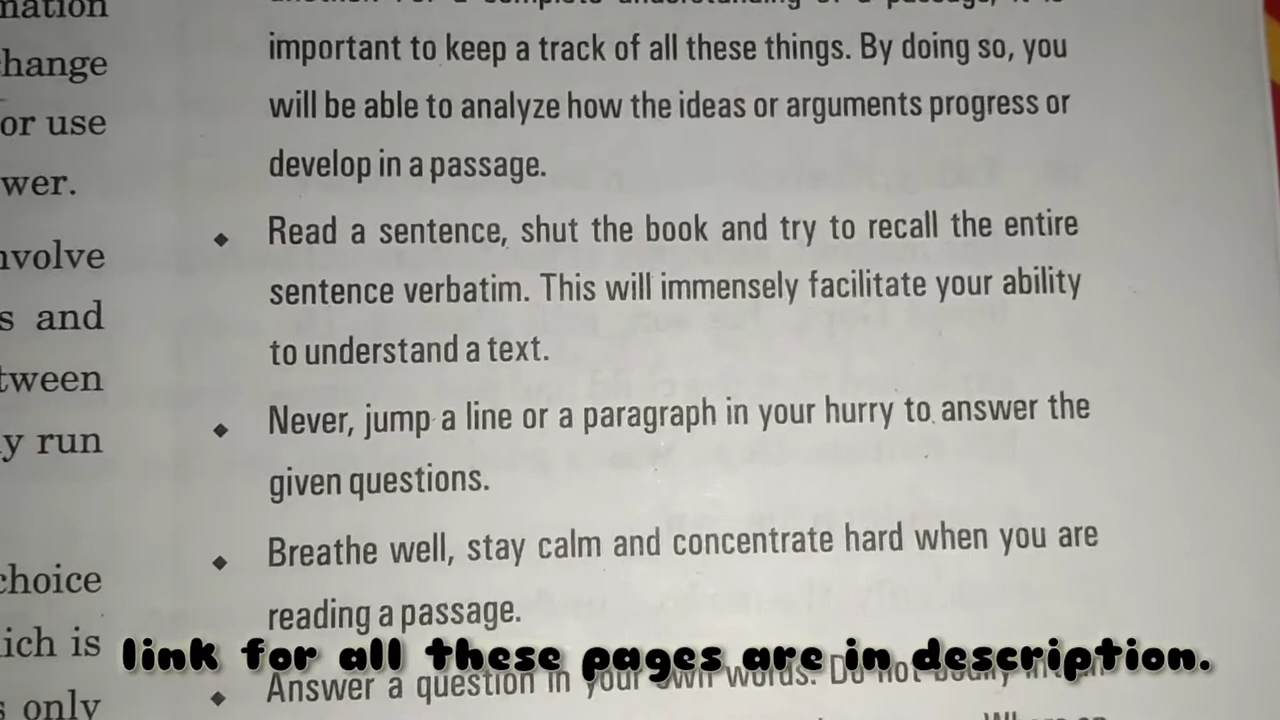 nation
hange
or use
wer.
nvolve
s and
tween
y run
choice
ich is
s only
important to keep a track of all these things. By doing so, you
will be able to analyze how the ideas or arguments progress or
develop in a passage.
◆ Read a sentence, shut the book and try to recall the entire
sentence verbatim. This will immensely facilitate your ability
to understand a text.
◆ Never, jump a line or a paragraph in your hurry to answer the
given questions.
◆ Breathe well, stay calm and concentrate hard when you are
reading a passage.
◆ Answer a question in your own words. Do not
link for all these pages are in description.